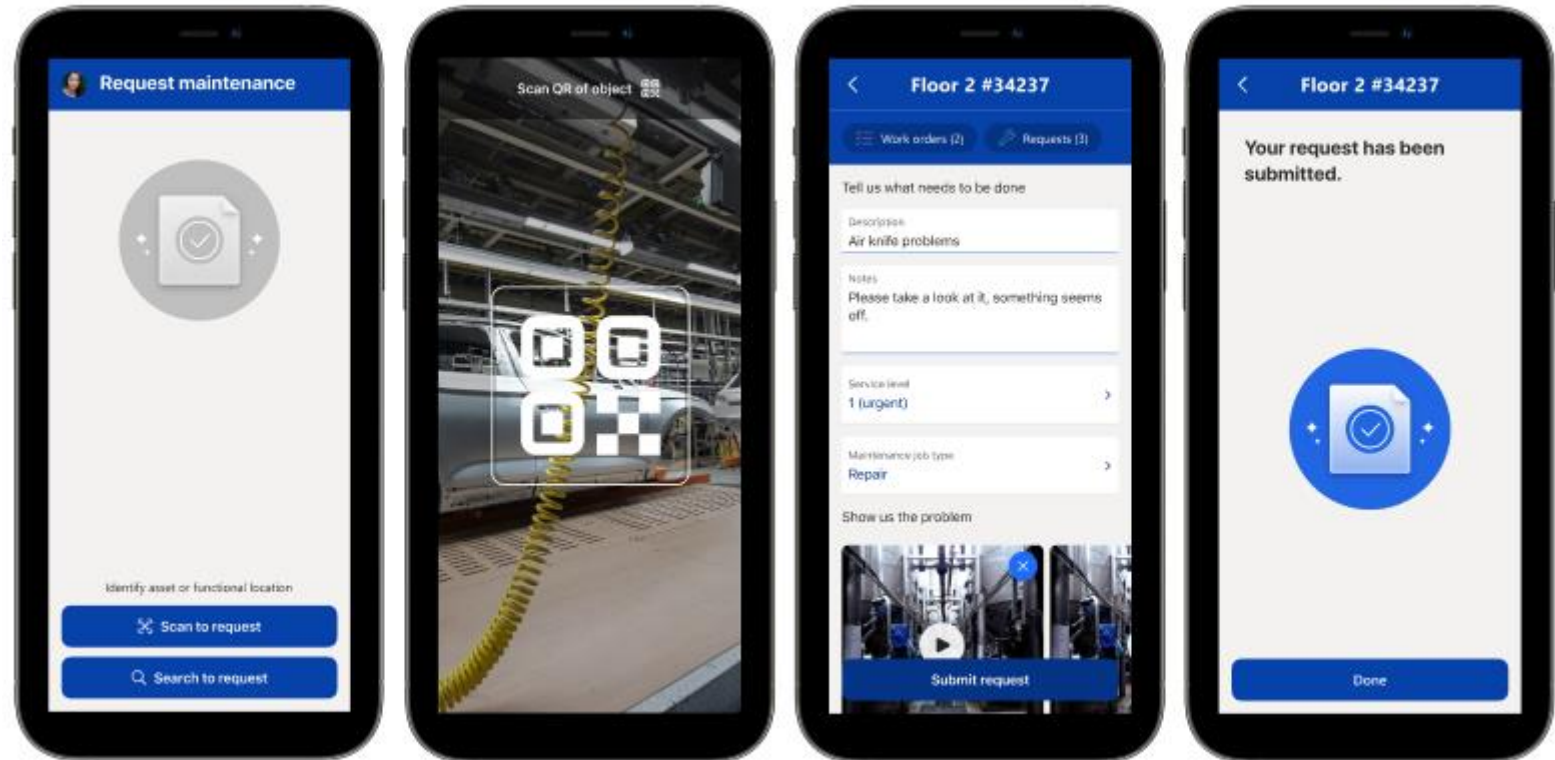 Request maintenance
Identify asset or functional location
Scan to request
Search to request
Scan QR of object
Floor 2 #34237
Work orders (2)
Requests (3)
Tell us what needs to be done
Description
Air knife problems
Notes
Please take a look at it, something seems
off.
Service level
1 (urgent)
Maintenance job type
Repair
Show us the problem
Submit request
Floor 2 #34237
Your request has been
submitted.
Done